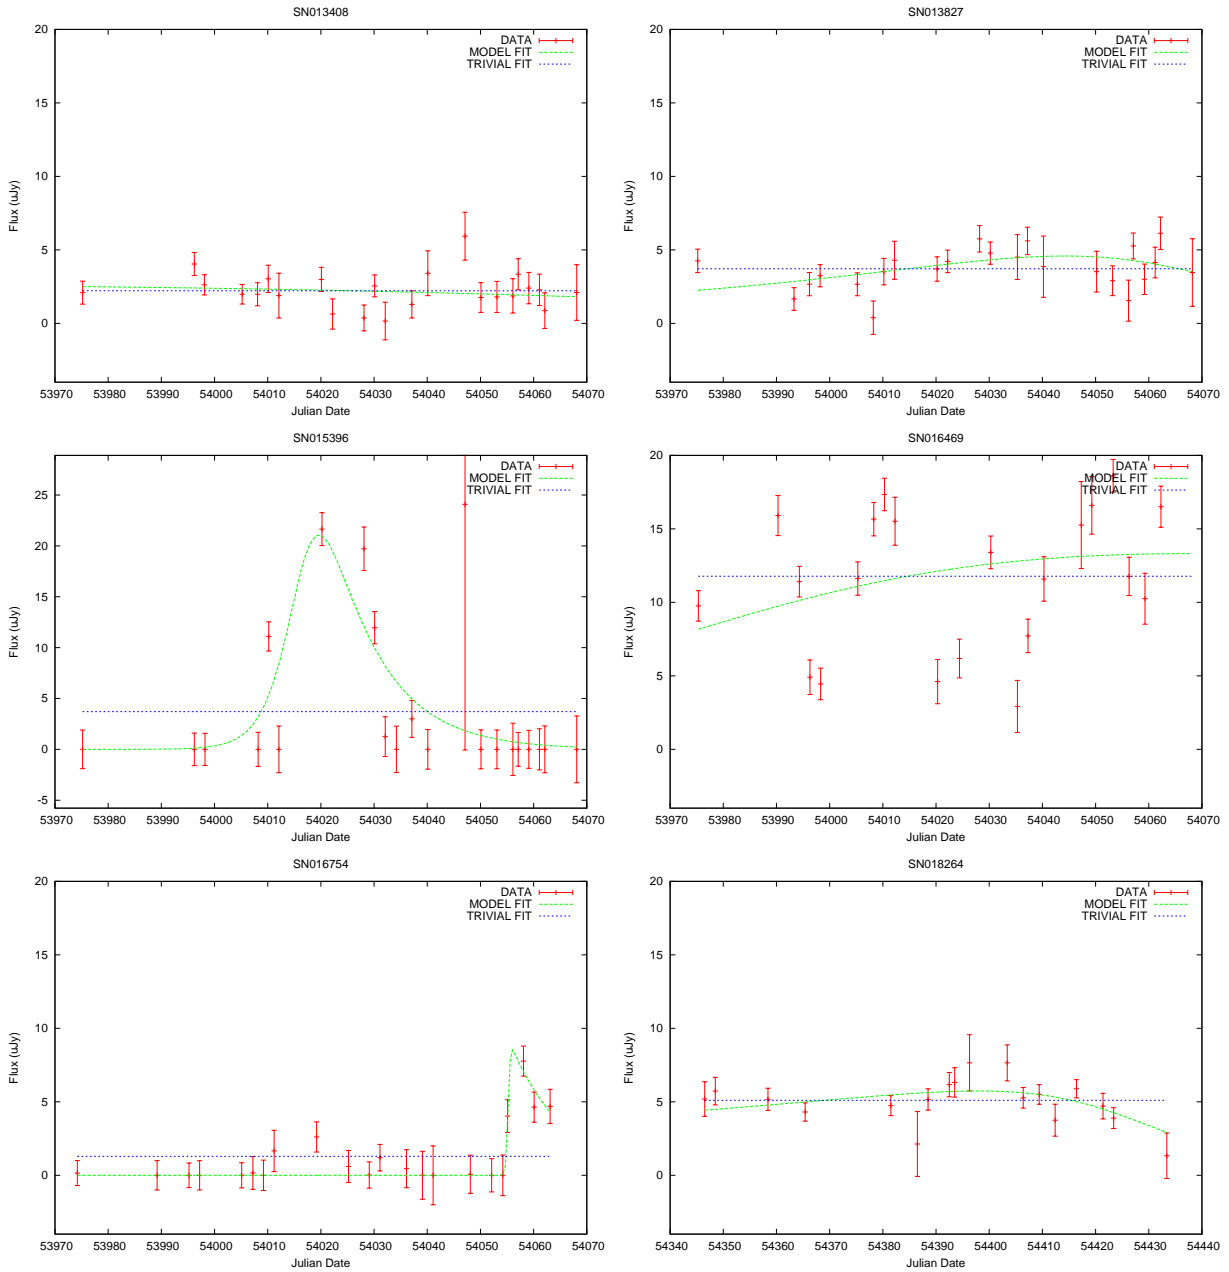 SN013408
20
15
10
5
0
Flux (uJy)
DATA
MODEL FIT
TRIVIAL FIT
53970 53980 53990 54000 54010 54020 54030 54040 54050 54060 54070
Julian Date
SN013827
20
15
10
5
0
Flux (uJy)
DATA
MODEL FIT
TRIVIAL FIT
53970 53980 53990 54000 54010 54020 54030 54040 54050 54060 54070
Julian Date
SN015396
25
20
15
10
5
0
-5
Flux (uJy)
DATA
MODEL FIT
TRIVIAL FIT
53970 53980 53990 54000 54010 54020 54030 54040 54050 54060 54070
Julian Date
SN016469
20
15
10
5
0
Flux (uJy)
DATA
MODEL FIT
TRIVIAL FIT
53970 53980 53990 54000 54010 54020 54030 54040 54050 54060 54070
Julian Date
SN016754
20
15
10
5
0
Flux (uJy)
DATA
MODEL FIT
TRIVIAL FIT
53970 53980 53990 54000 54010 54020 54030 54040 54050 54060 54070
Julian Date
SN018264
20
15
10
5
0
Flux (uJy)
DATA
MODEL FIT
TRIVIAL FIT
54340 54350 54360 54370 54380 54390 54400 54410 54420 54430 54440
Julian Date